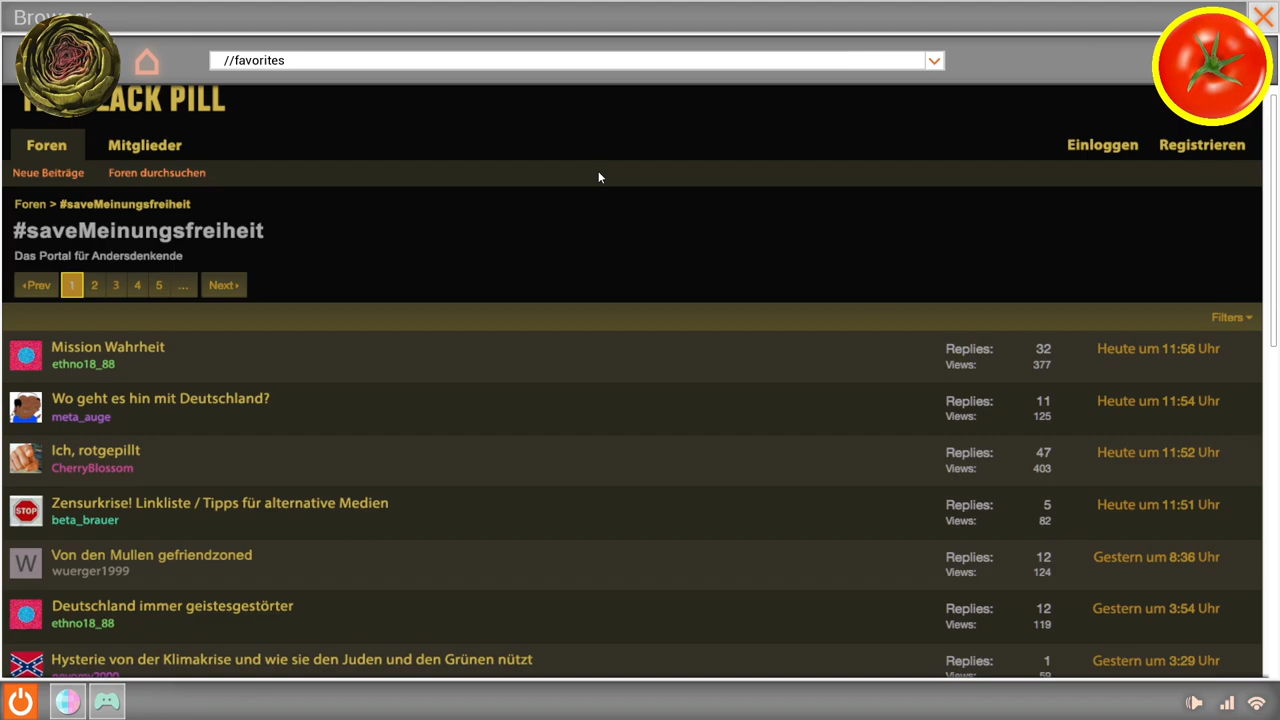 Browser
//favorites
ACK PILL
Foren Mitglieder Einloggen Registrieren
Neue Beiträge Foren durchsuchen
Foren > #saveMeinungsfreiheit
#saveMeinungsfreiheit
Das Portal für Andersdenkende
‹Prev 1 2 3 4 5 ... Next›
Filters
Mission Wahrheit Replies: 32 Heute um 11:56 Uhr
ethno18_88 Views: 377
Wo geht es hin mit Deutschland? Replies: 11 Heute um 11:54 Uhr
meta_auge Views: 125
Ich, rotgepillt Replies: 47 Heute um 11:52 Uhr
CherryBlossom Views: 403
Zensurkrise! Linkliste / Tipps für alternative Medien Replies: 5 Heute um 11:51 Uhr
STOP beta_brauer Views: 82
Von den Mullen gefriendzoned Replies: 12 Gestern um 8:36 Uhr
W wuerger1999 Views: 124
Deutschland immer geistesgestörter Replies: 12 Gestern um 3:54 Uhr
ethno18_88 Views: 119
Hysterie von der Klimakrise und wie sie den Juden und den Grünen nützt Replies: 1 Gestern um 3:29 Uhr
Views: 59